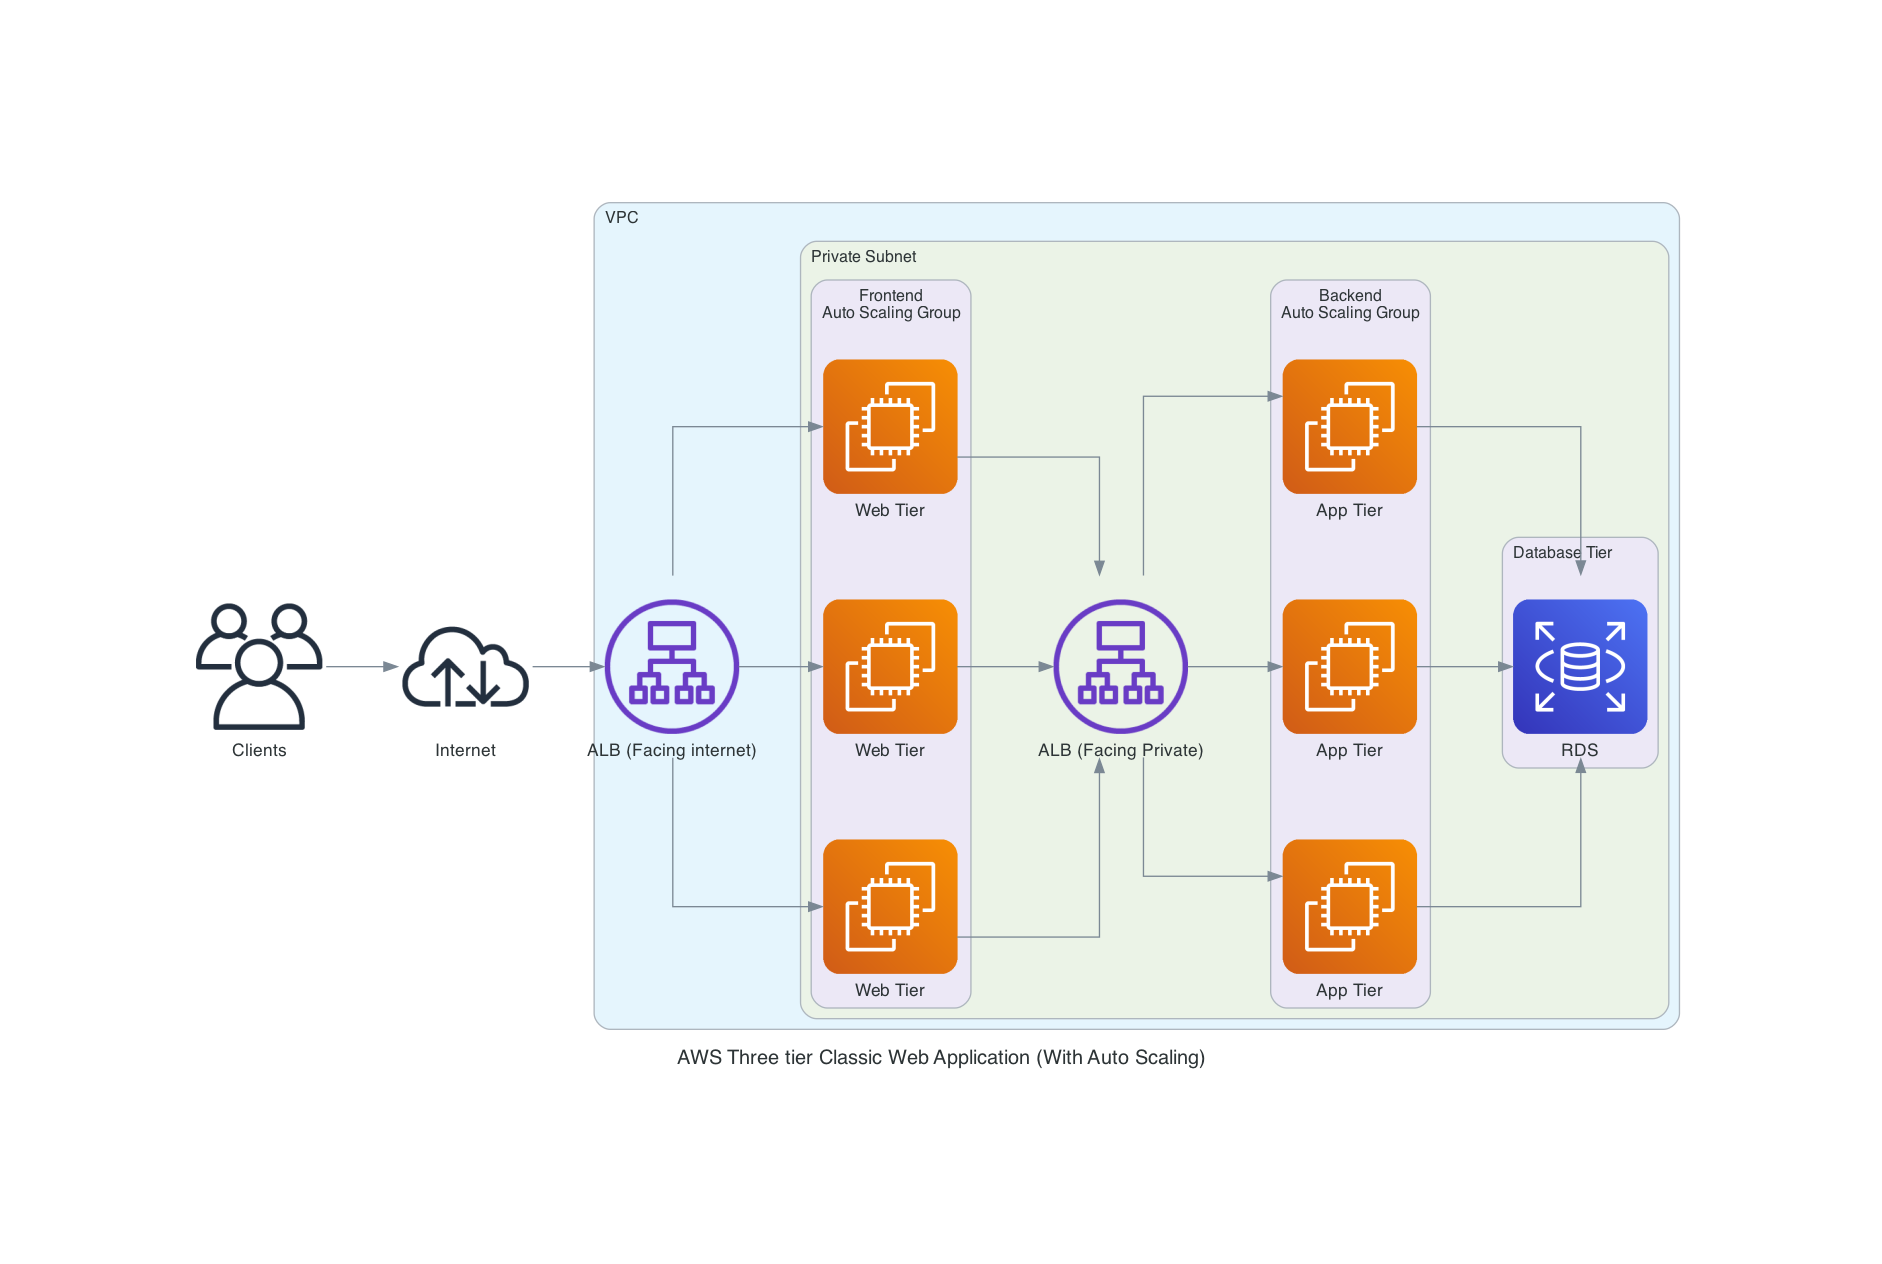 VPC
Private Subnet
Frontend
Auto Scaling Group
Backend
Auto Scaling Group
Web Tier
App Tier
Database Tier
Clients
Internet
ALB (Facing internet)
Web Tier
ALB (Facing Private)
App Tier
RDS
Web Tier
App Tier
AWS Three tier Classic Web Application (With Auto Scaling)